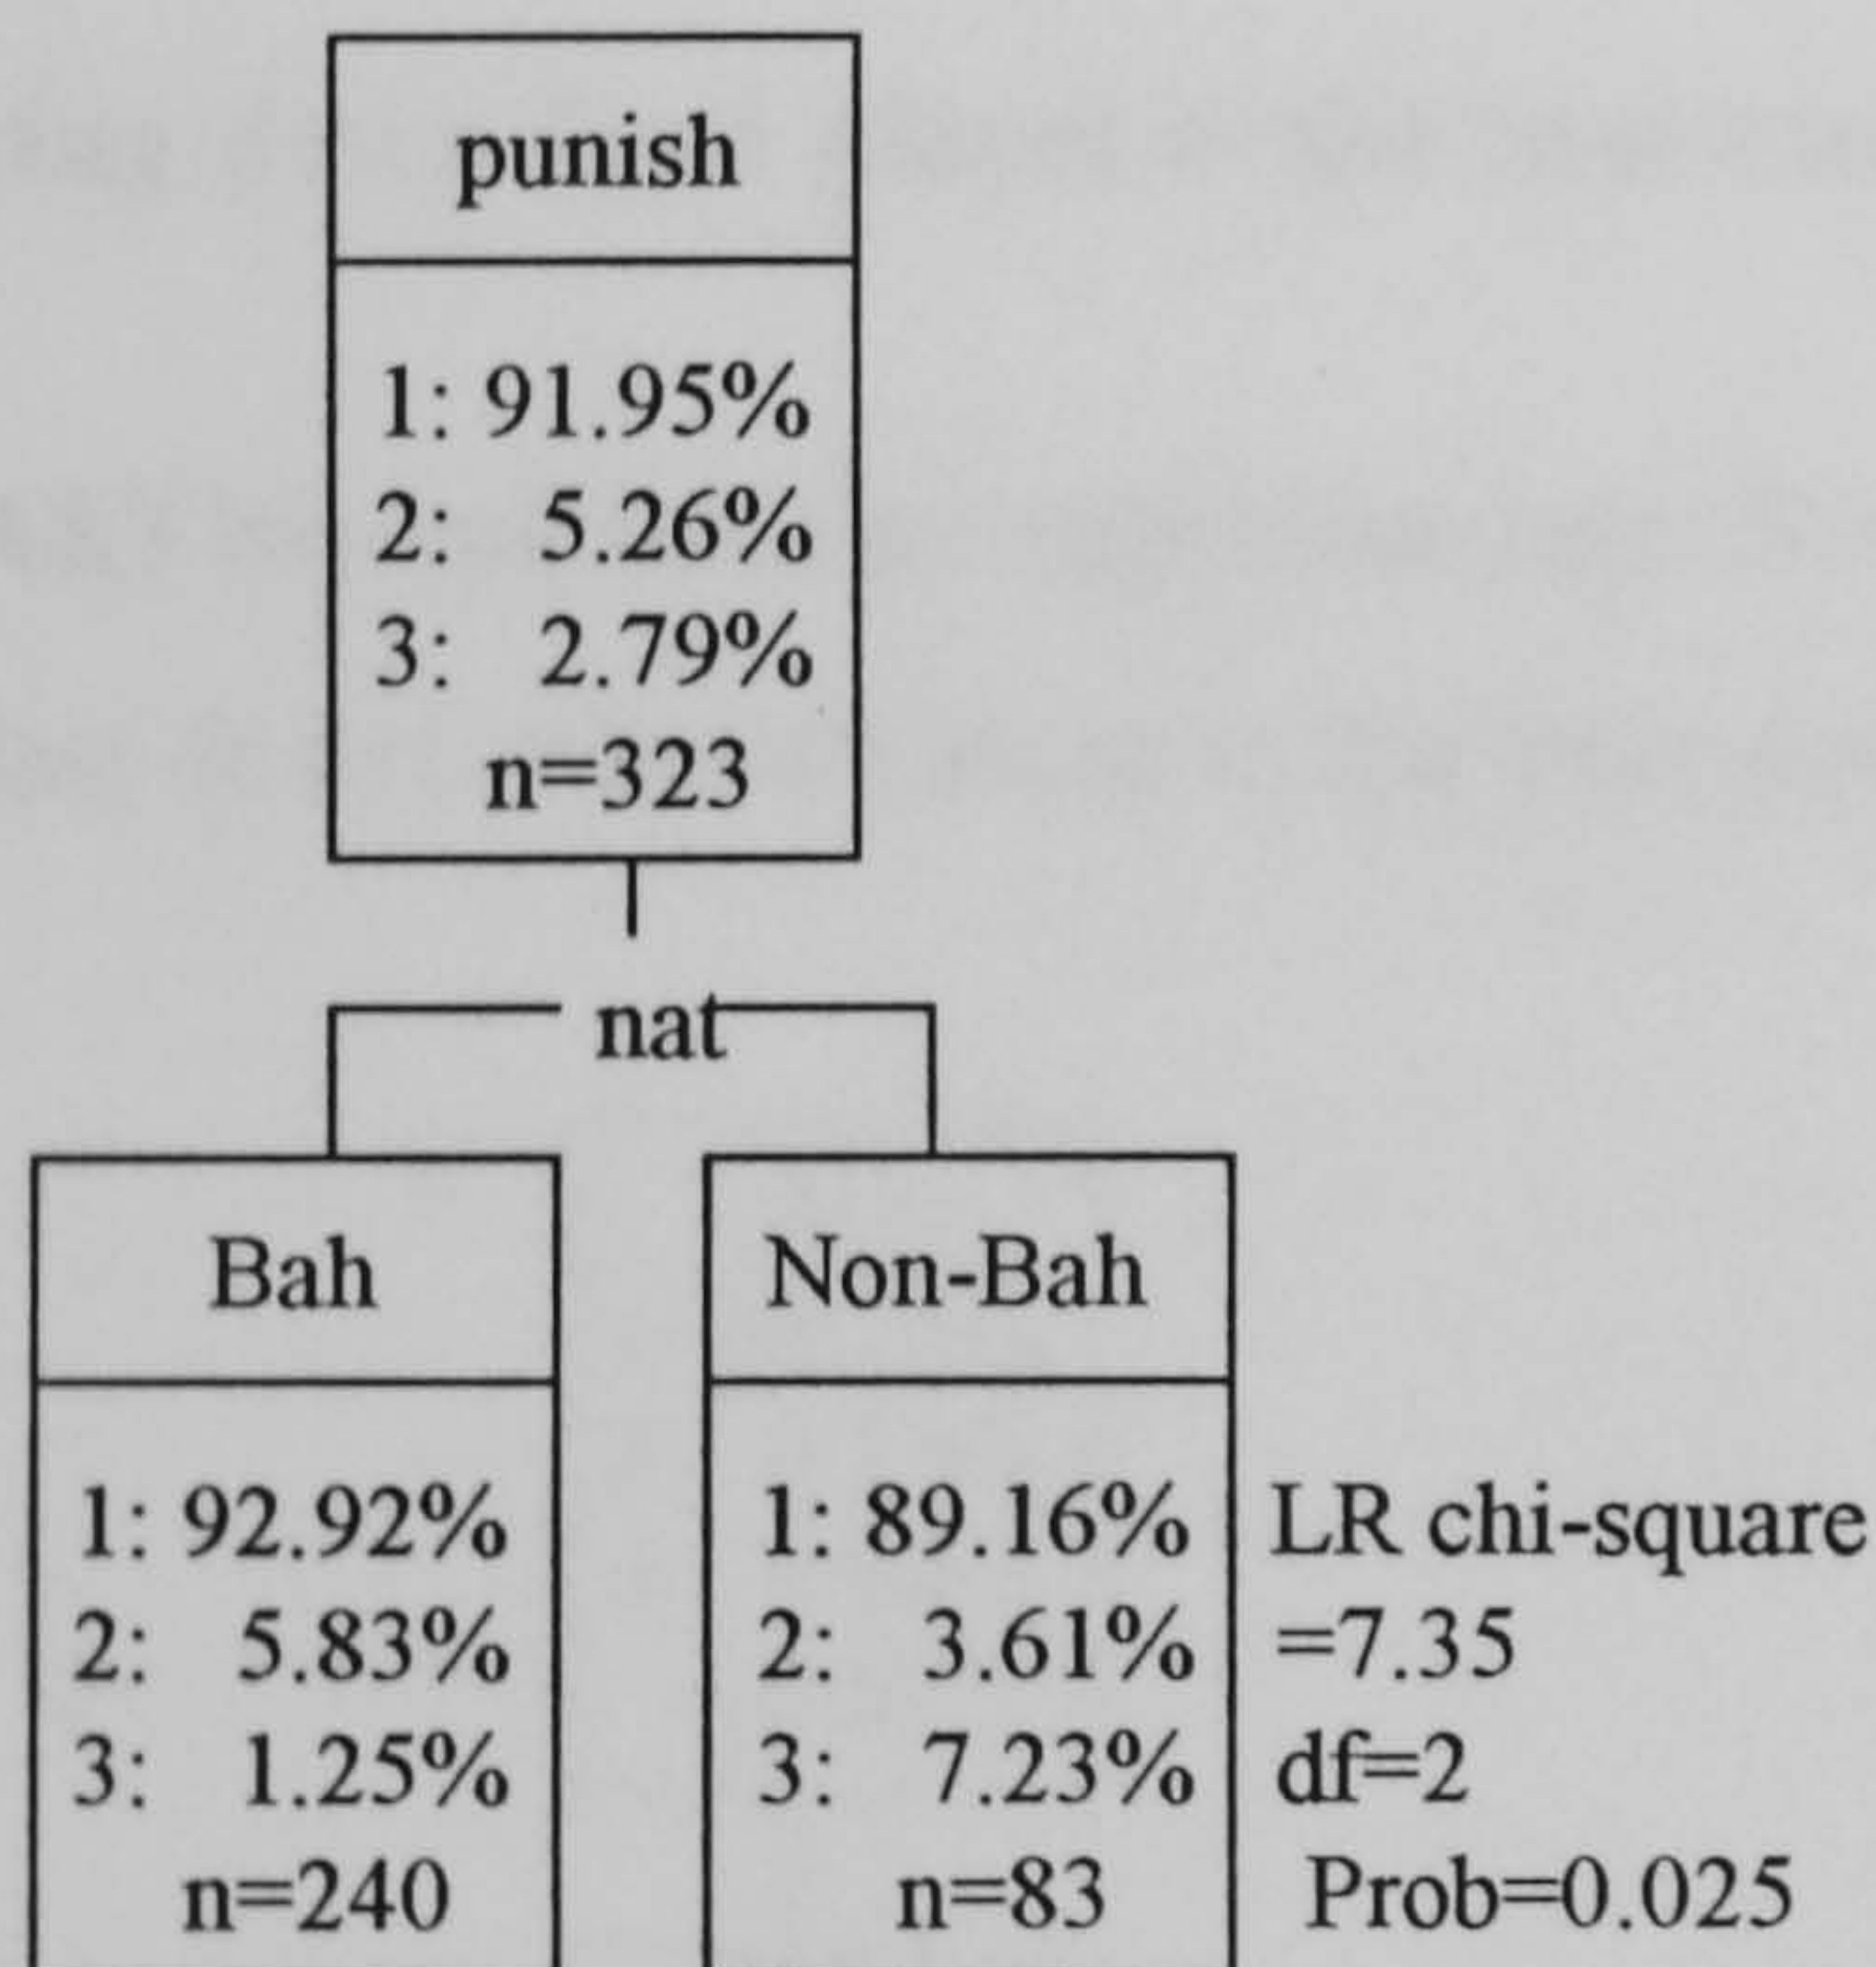 punish
1: 91.95%
2: 5.26%
3: 2.79%
n=323
nat
Bah
1: 92.92%
2: 5.83%
3: 1.25%
n=240
Non-Bah
1: 89.16%
2: 3.61%
3: 7.23%
n=83
LR chi-square
=7.35
df=2
Prob=0.025